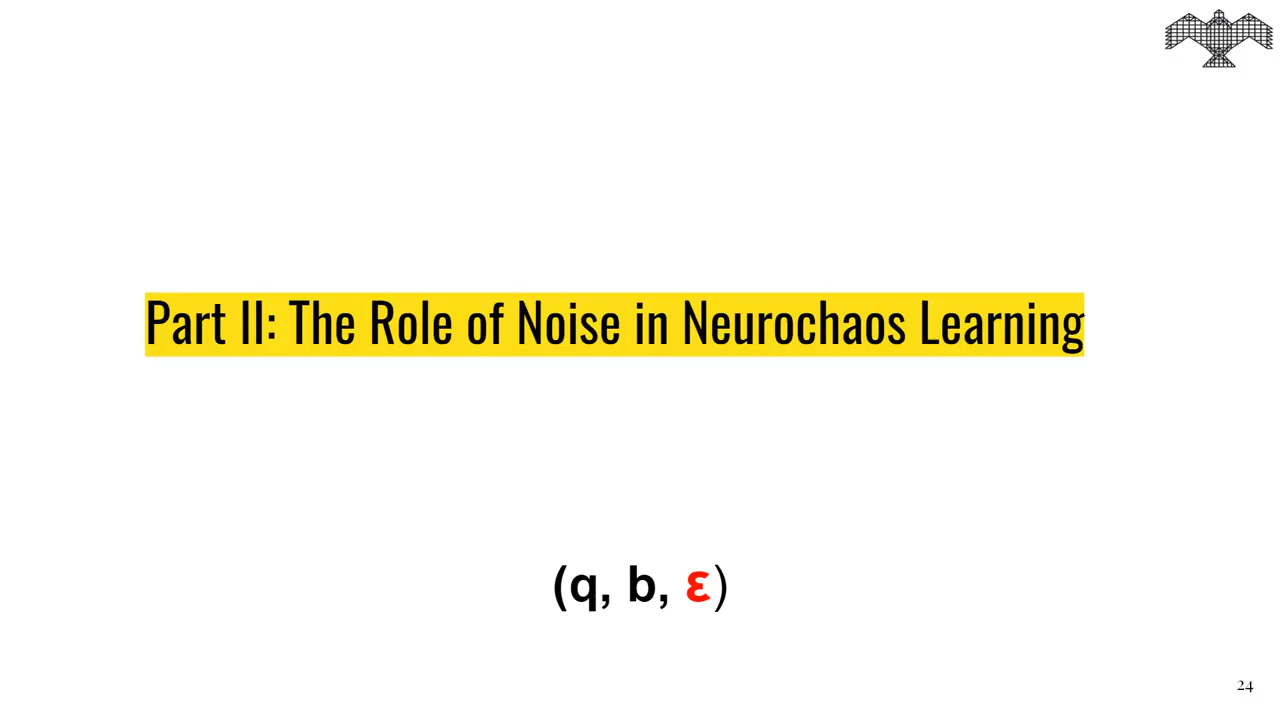 Part II: The Role of Noise in Neurochaos Learning
(q, b, ε)
24